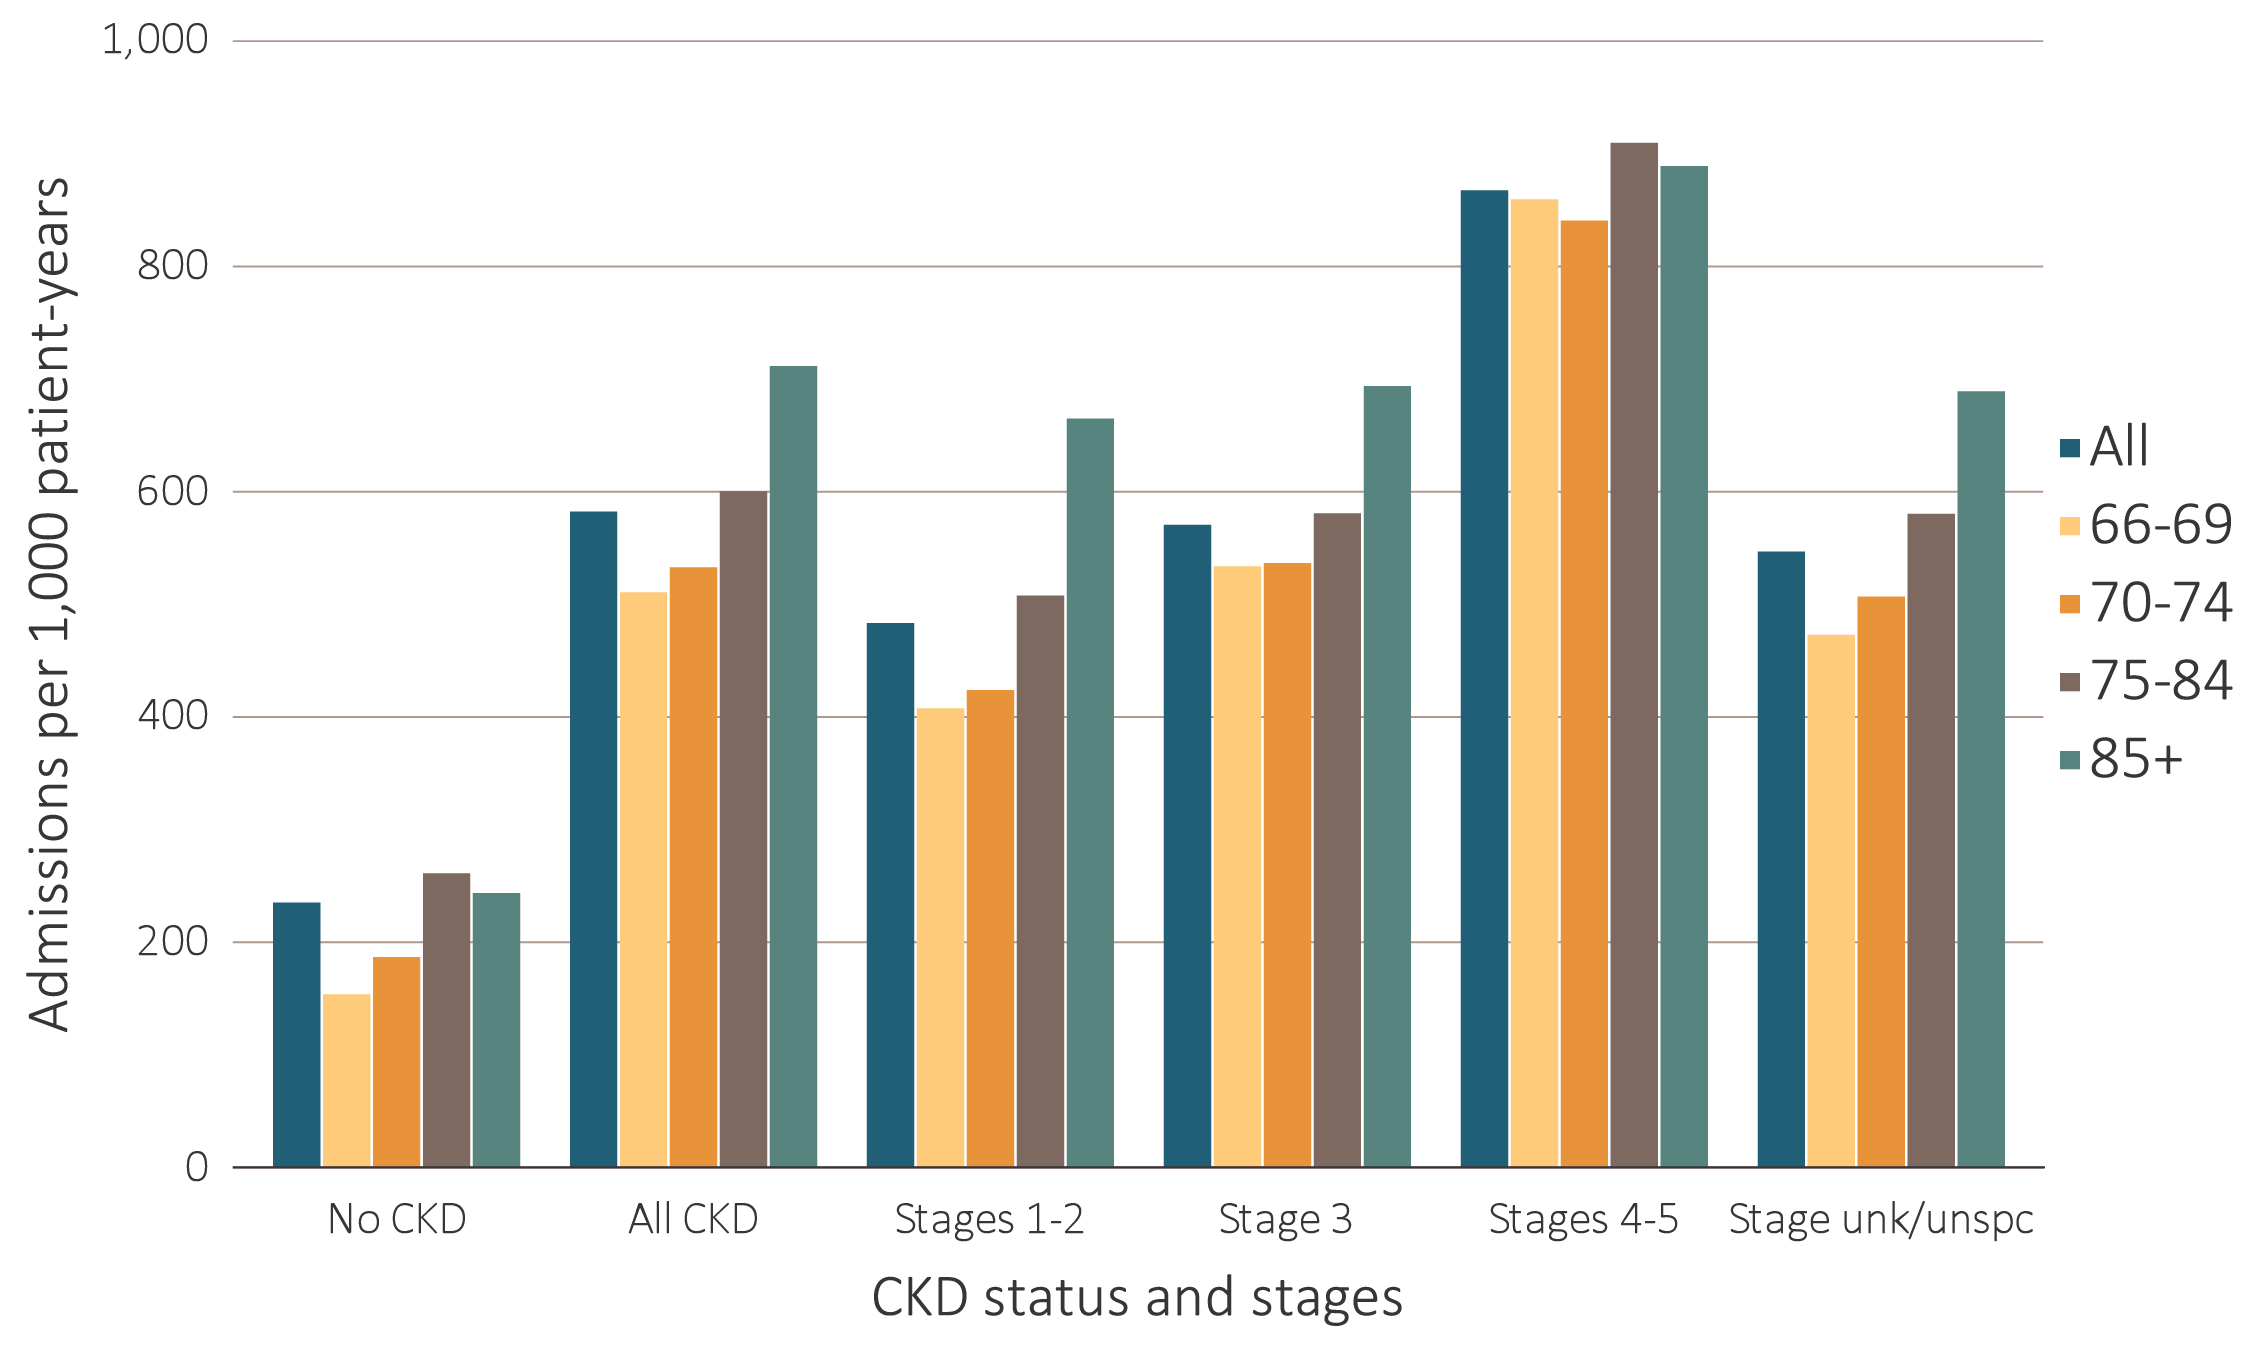 Admissions per 1,000 patient-years
1,000
800
600
400
200
0
No CKD
All CKD
Stages 1-2
Stage 3
Stages 4-5
Stage unk/unspc
CKD status and stages
All
66-69
70-74
75-84
85+